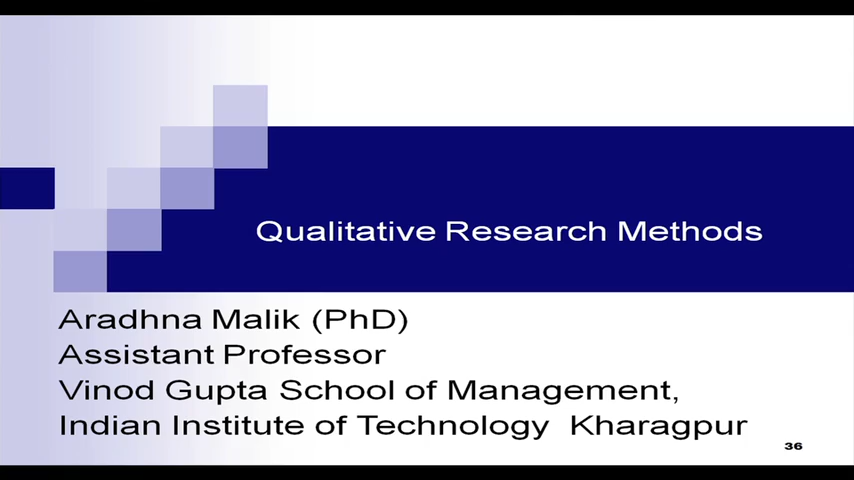 Qualitative Research Methods
Aradhna Malik (PhD)
Assistant Professor
Vinod Gupta School of Management,
Indian Institute of Technology Kharagpur
36